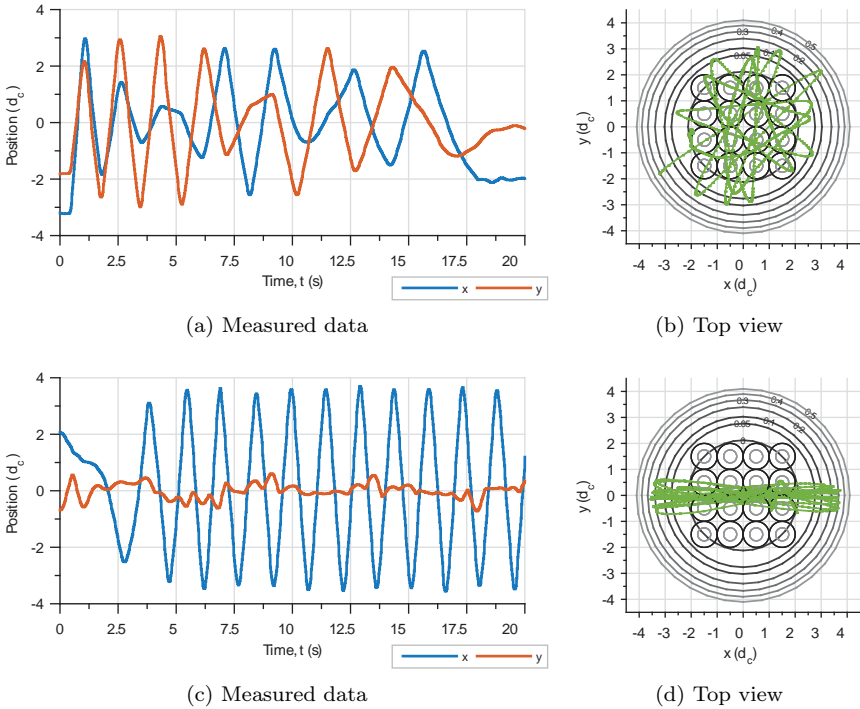 4
2
0
-2
-4
Position (d_c)
0 2.5 5 7.5 10 12.5 15 17.5 20
Time, t (s)
x y
(a) Measured data
4
3
2
1
0
-1
-2
-3
-4
y (d_c)
0.3 0.4 0.5
0.05 0.1 0.2
-4 -3 -2 -1 0 1 2 3 4
x (d_c)
(b) Top view
4
2
0
-2
-4
Position (d_c)
0 2.5 5 7.5 10 12.5 15 17.5 20
Time, t (s)
x y
(c) Measured data
4
3
2
1
0
-1
-2
-3
-4
y (d_c)
0.3 0.4 0.5
0.05 0.1 0.2
0
-4 -3 -2 -1 0 1 2 3 4
x (d_c)
(d) Top view